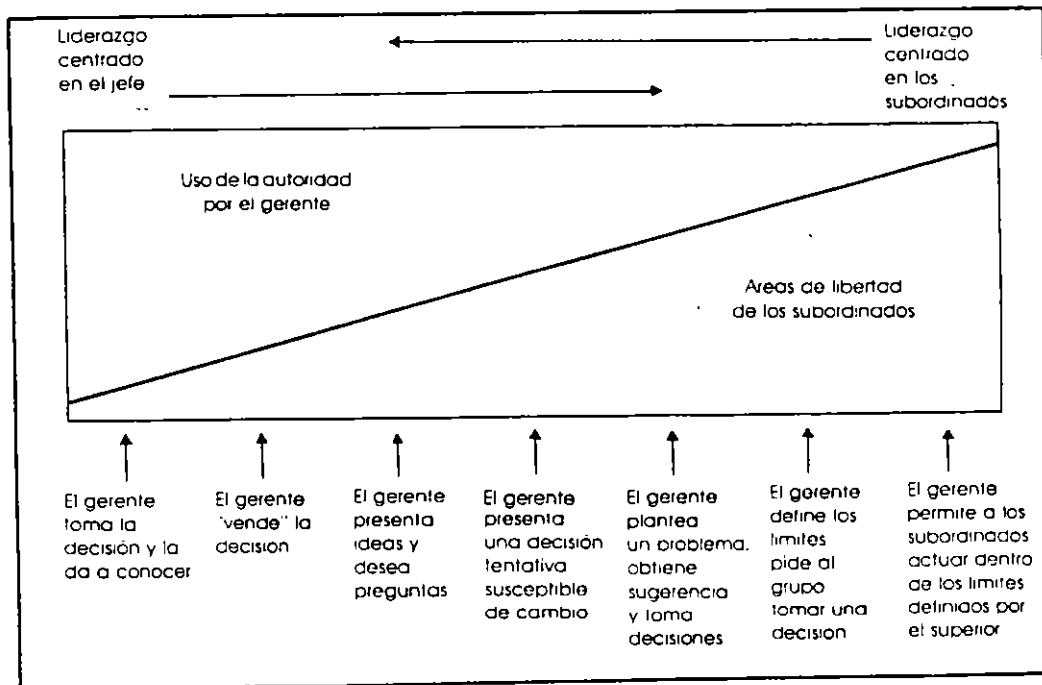 Liderazgo
centrado
en el jefe
Liderazgo
centrado
en los
subordinados
Uso de la autoridad
por el gerente
Areas de libertad
de los subordinados
El gerente
toma la
decisión y la
da a conocer
El gerente
"vende" la
decisión
El gerente
presenta
ideas y
desea
preguntas
El gerente
presenta
una decisión
tentativa
susceptible
de cambio
El gerente
plantea
un problema.
obtiene
sugerencia
y toma
decisiones
El gerente
define los
limites
pide al
grupo
tomar una
decision
El gerente
permite a los
subordinados
actuar dentro
de los limites
definidos por
el superior